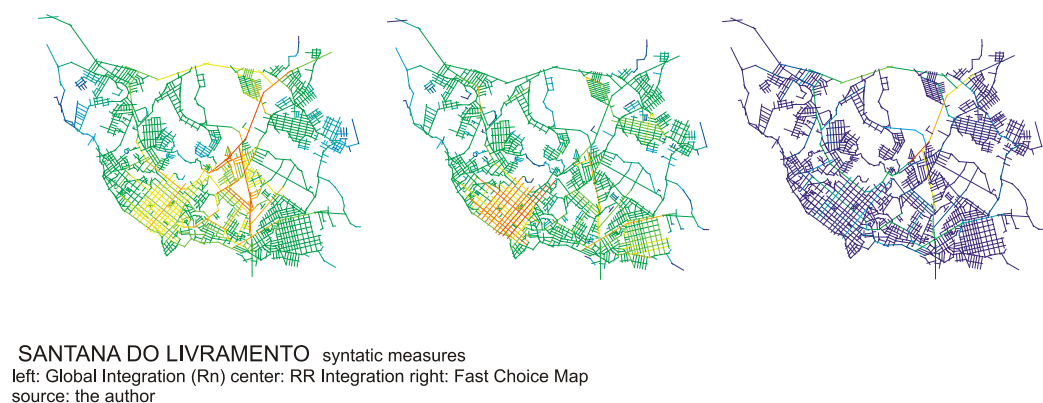 SANTANA DO LIVRAMENTO syntatic measures
left: Global Integration (Rn) center: RR Integration right: Fast Choice Map
source: the author